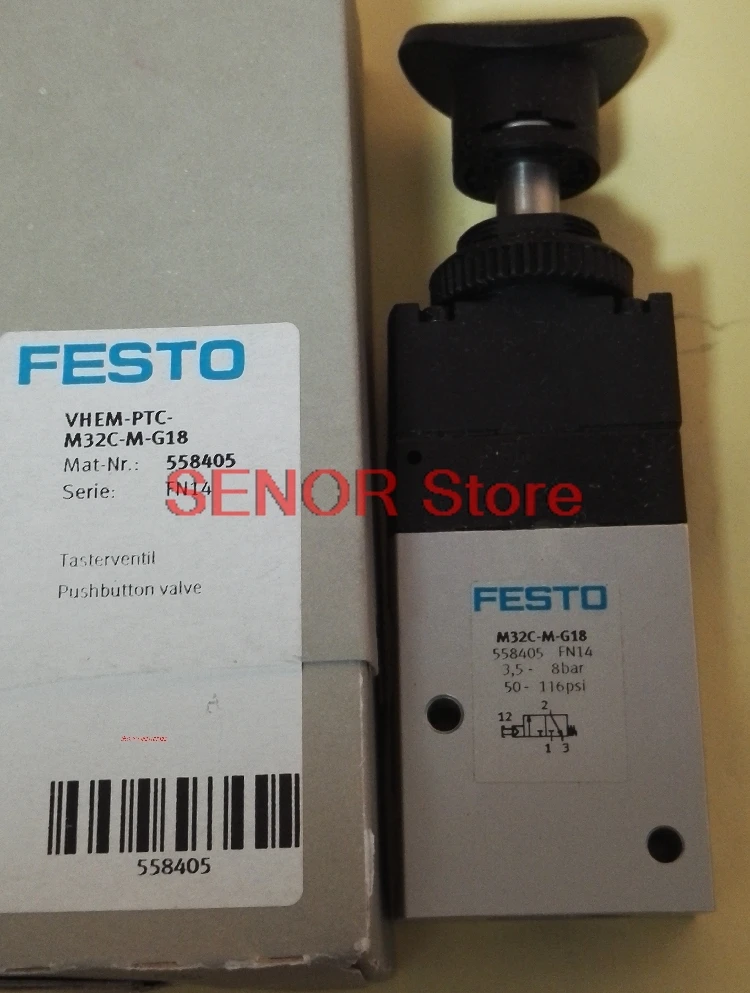 FESTO
VHEM-PTC-
M32C-M-G18
Mat-Nr.: 558405
Serie: FN14
Tasterventil
Pushbutton valve
558405
SENOR Store
FESTO
M32C-M-G18
558405 FN14
3,5 - 8bar
50 - 116psi
2
12
1 3